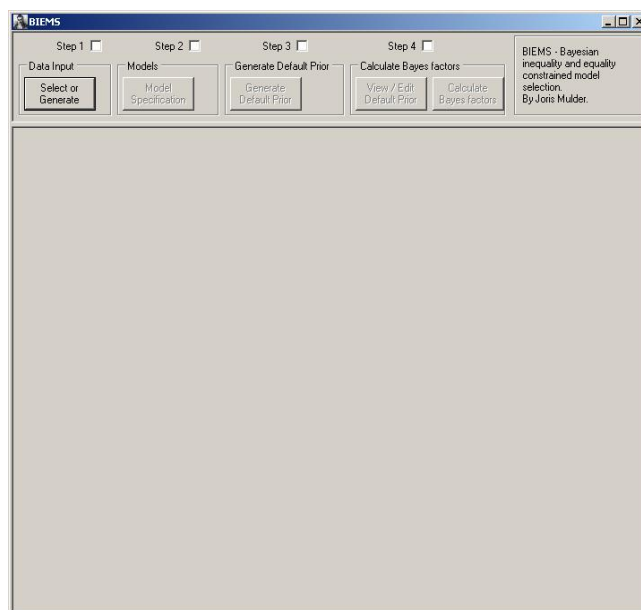 BIEMS
Step 1
Step 2
Step 3
Step 4
Data Input
Select or
Generate
Models
Model
Specification
Generate Default Prior
Generate
Default Prior
Calculate Bayes factors
View / Edit
Default Prior
Calculate
Bayes factors
BIEMS - Bayesian
inequality and equality
constrained model
selection.
By Joris Mulder.